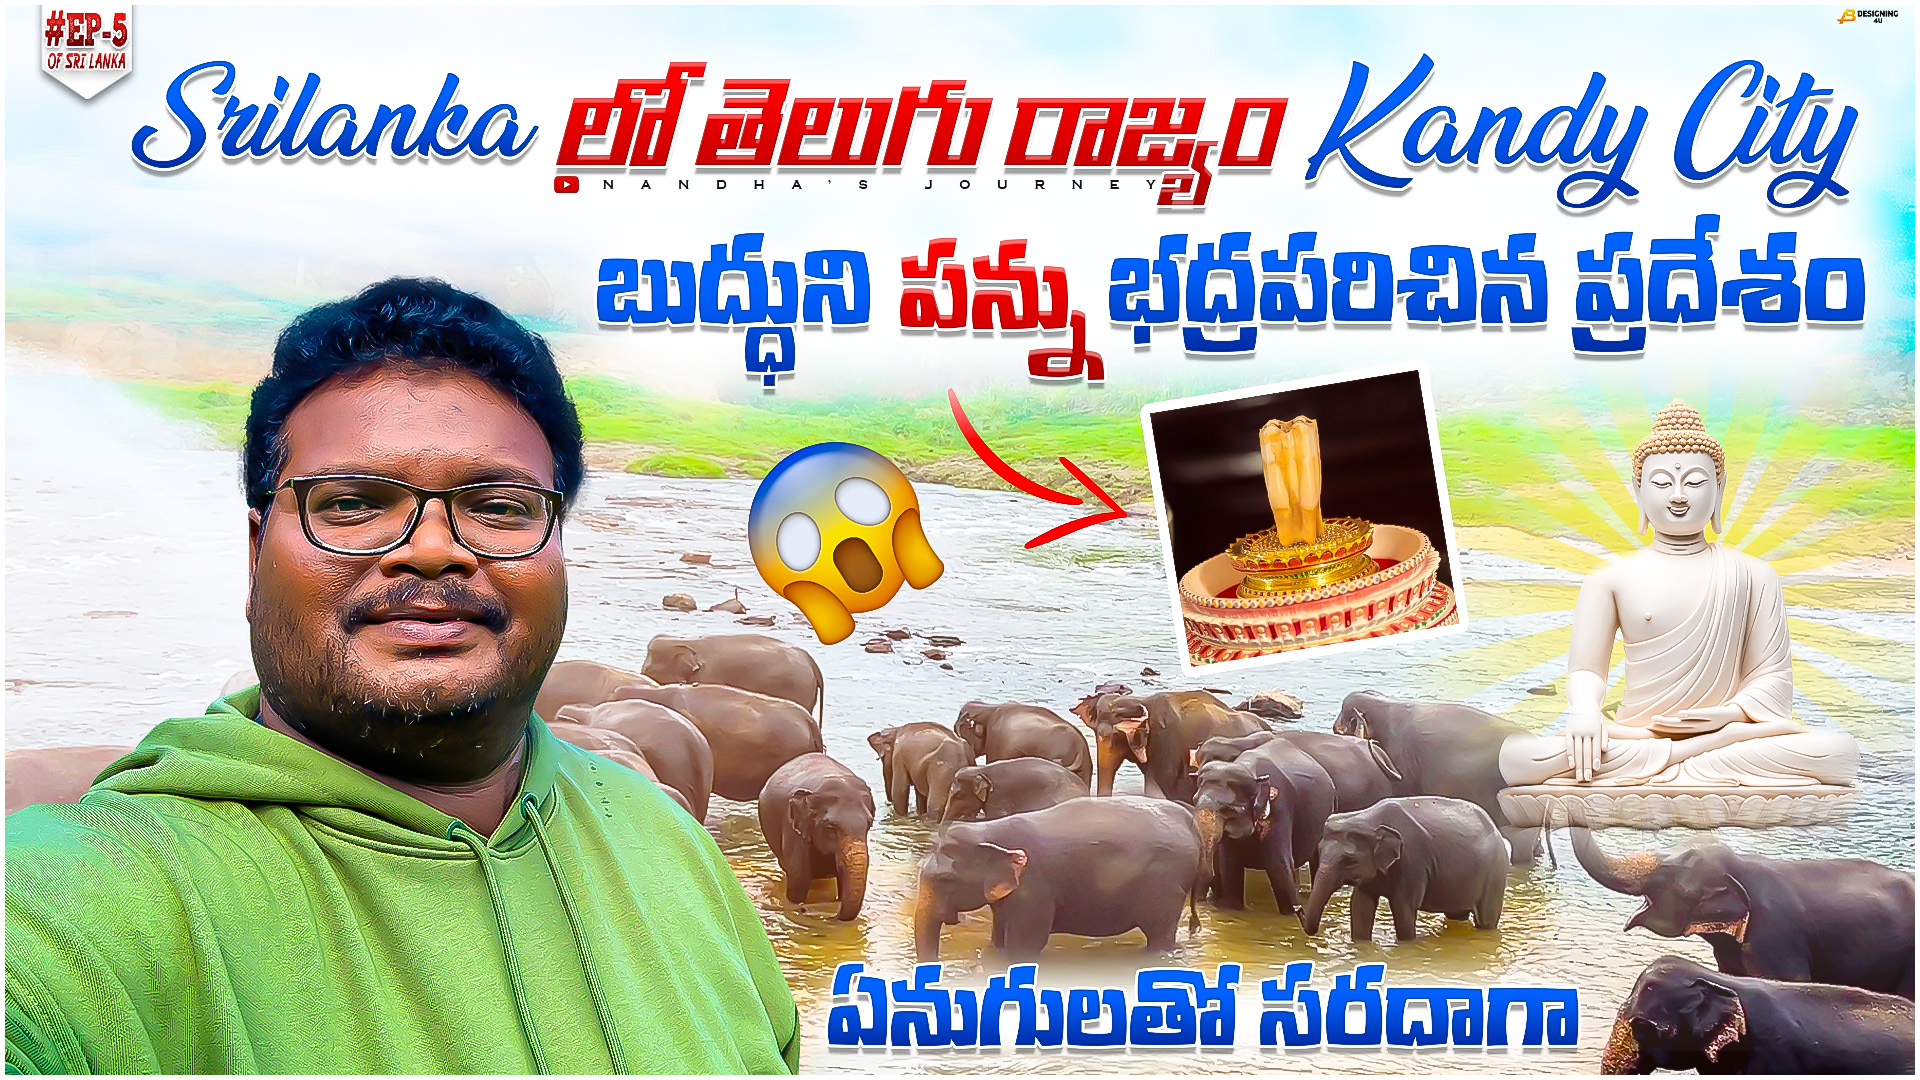 #EP-5
OF SRI LANKA
DESIGNING
4U
Srilanka లో తెలుగు రాజ్యం Kandy City
NANDHA'S JOURNEY
బుద్ధుని పన్ను భద్రపరిచిన ప్రదేశం
ఏనుగులతో సరదాగా